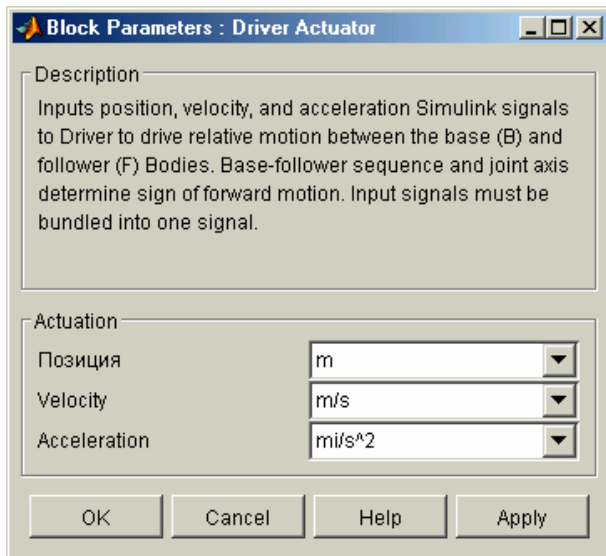 Block Parameters : Driver Actuator
Description
Inputs position, velocity, and acceleration Simulink signals
to Driver to drive relative motion between the base (B) and
follower (F) Bodies. Base-follower sequence and joint axis
determine sign of forward motion. Input signals must be
bundled into one signal.
Actuation
Позиция m
Velocity m/s
Acceleration mi/s^2
OK Cancel Help Apply